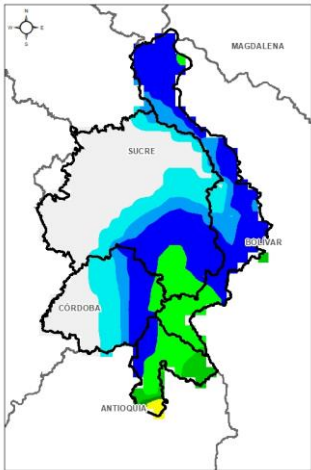 N
W E
S
MAGDALENA
SUCRE
BOLIVAR
CÓRDOBA
ANTIOQUIA